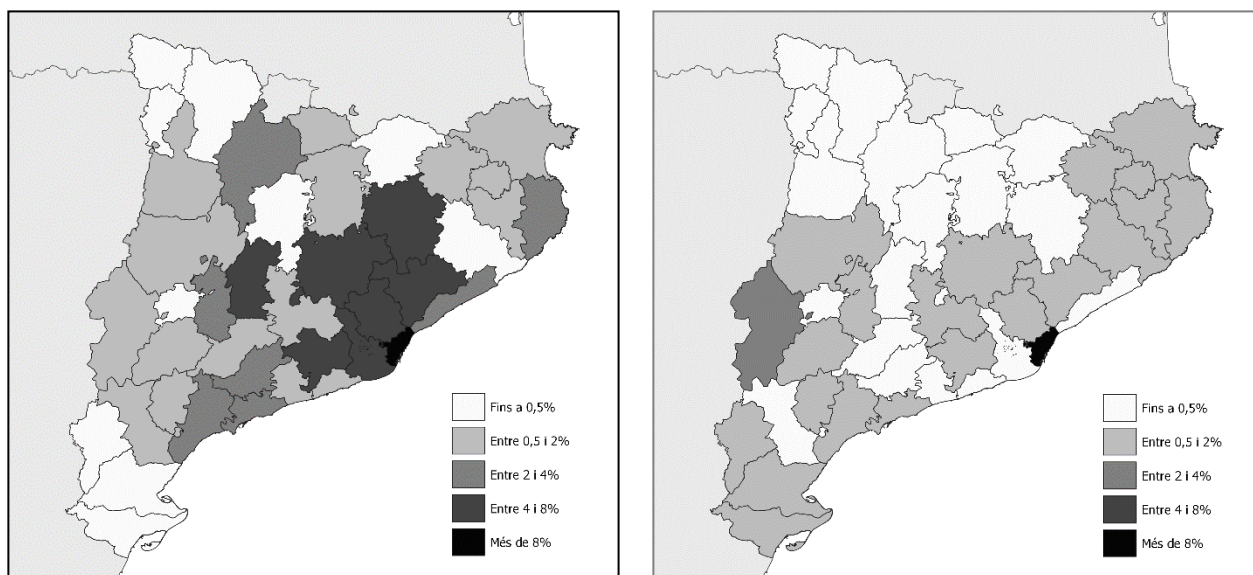 Fins a 0,5%
Entre 0,5 i 2%
Entre 2 i 4%
Entre 4 i 8%
Més de 8%
Fins a 0,5%
Entre 0,5 i 2%
Entre 2 i 4%
Entre 4 i 8%
Més de 8%